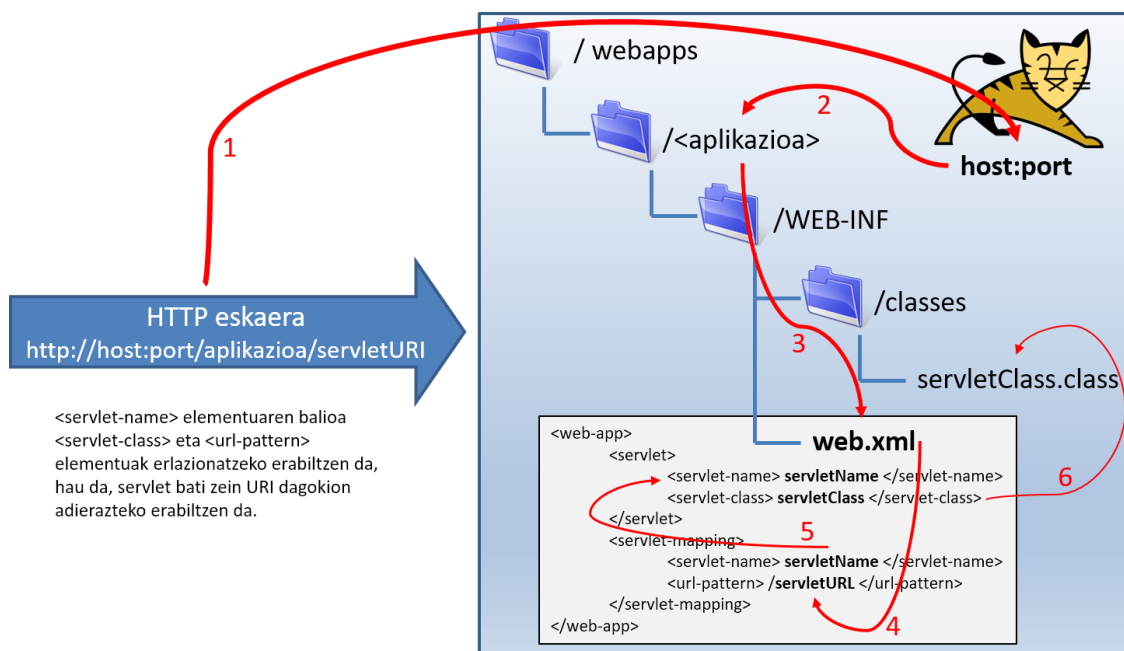 / webapps
1
2
/<aplikazioa>
host:port
/WEB-INF
HTTP eskaera
http://host:port/aplikazioa/servletURI
/classes
3
servletClass.class
<servlet-name> elementuaren balioa
<servlet-class> eta <url-pattern>
elementuak erlazionatzeko erabiltzen da,
hau da, servlet bati zein URI dagokion
adierazteko erabiltzen da.
web.xml
<web-app>
<servlet>
<servlet-name> servletName </servlet-name>
<servlet-class> servletClass </servlet-class>
6
</servlet>
5
<servlet-mapping>
<servlet-name> servletName </servlet-name>
<url-pattern> /servletURL </url-pattern>
</servlet-mapping>
4
</web-app>